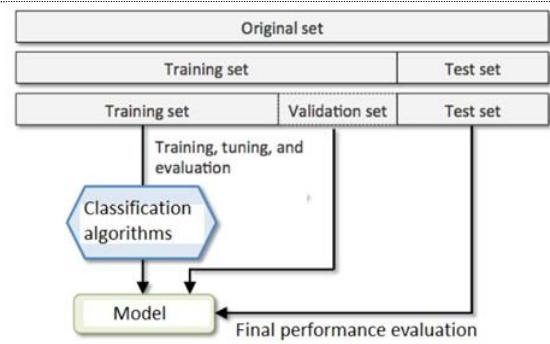 Original set
Training set Test set
Training set Validation set Test set
Training, tuning, and
evaluation
Classification
algorithms
Model
Final performance evaluation